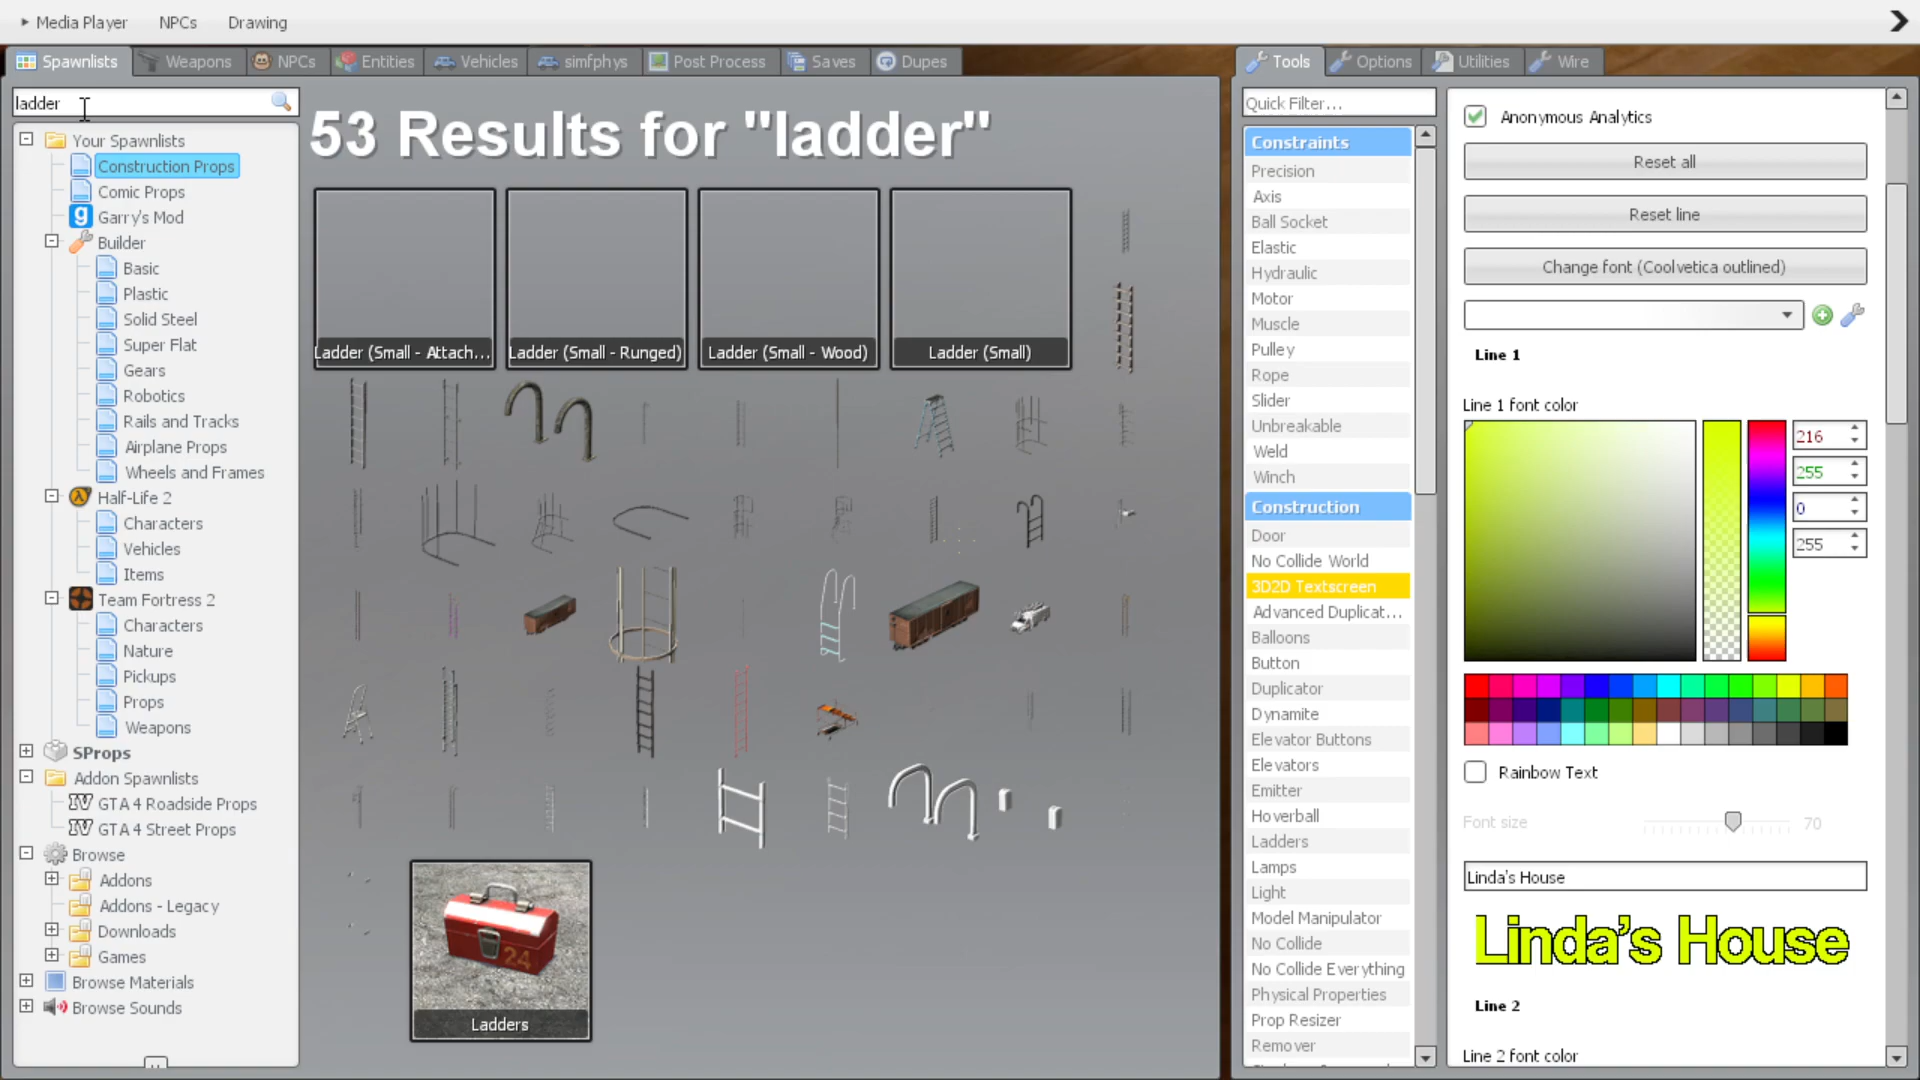 Media Player NPCs Drawing
Spawnlists Weapons NPCs Entities Vehicles simfphys Post Process Saves Dupes
ladder
Your Spawnlists
Construction Props
Comic Props
Garry's Mod
Builder
Basic
Plastic
Solid Steel
Super Flat
Gears
Robotics
Rails and Tracks
Airplane Props
Wheels and Frames
Half-Life 2
Characters
Vehicles
Items
Team Fortress 2
Characters
Nature
Pickups
Props
Weapons
SProps
Addon Spawnlists
IV GTA 4 Roadside Props
IV GTA 4 Street Props
Browse
Addons
Addons - Legacy
Downloads
Games
Browse Materials
Browse Sounds
53 Results for "ladder"
Ladder (Small - Attach... Ladder (Small - Runged) Ladder (Small - Wood) Ladder (Small)
24
Ladders
Tools Options Utilities Wire
Quick Filter...
Constraints
Precision
Axis
Ball Socket
Elastic
Hydraulic
Motor
Muscle
Pulley
Rope
Slider
Unbreakable
Weld
Winch
Construction
Door
No Collide World
3D2D Textscreen
Advanced Duplicat...
Balloons
Button
Duplicator
Dynamite
Elevator Buttons
Elevators
Emitter
Hoverball
Ladders
Lamps
Light
Model Manipulator
No Collide
No Collide Everything
Physical Properties
Prop Resizer
Remover
Anonymous Analytics
Reset all
Reset line
Change font (Coolvetica outlined)
Line 1
Line 1 font color
216
255
0
255
Rainbow Text
Font size 70
Linda's House
Linda's House
Line 2
Line 2 font color